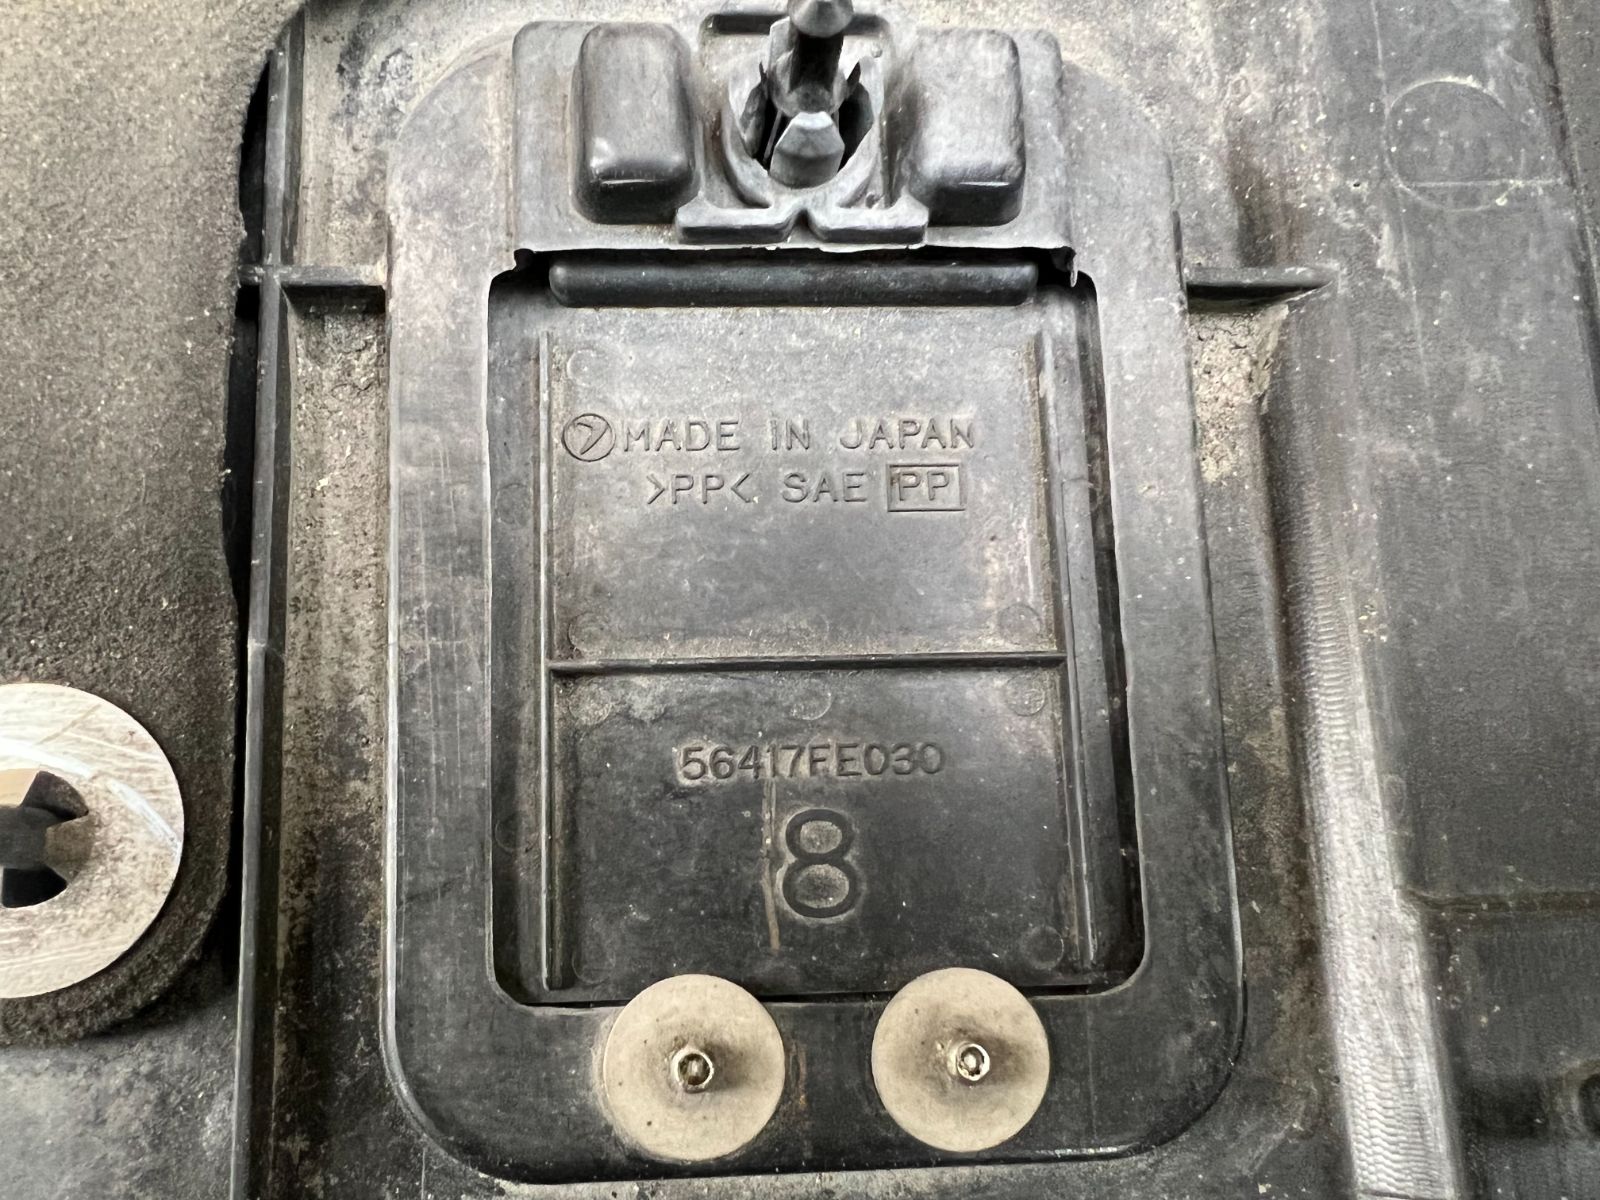 MADE IN JAPAN
>PP< SAE PP
56417FE030
8